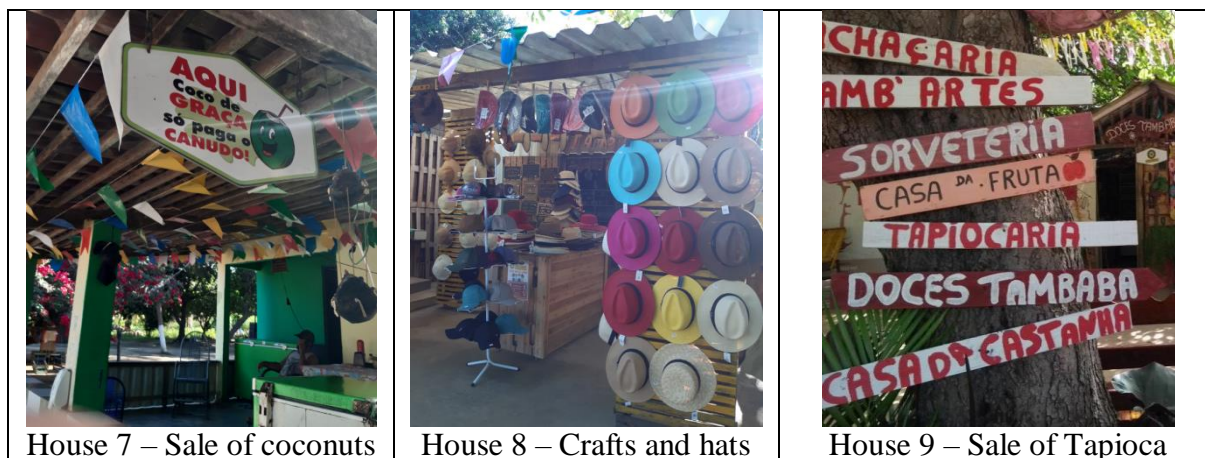 AQUI
Coco de
GRAÇA
só paga o
CANUDO!
CHAÇARIA
AMB' ARTES
SORVETERIA
CASA DA FRUTA
TAPIOCARIA
DOCES TAMBABA
DOCES TAMBABA
CASA DA CASTANHA
House 7 – Sale of coconuts
House 8 – Crafts and hats
House 9 – Sale of Tapioca